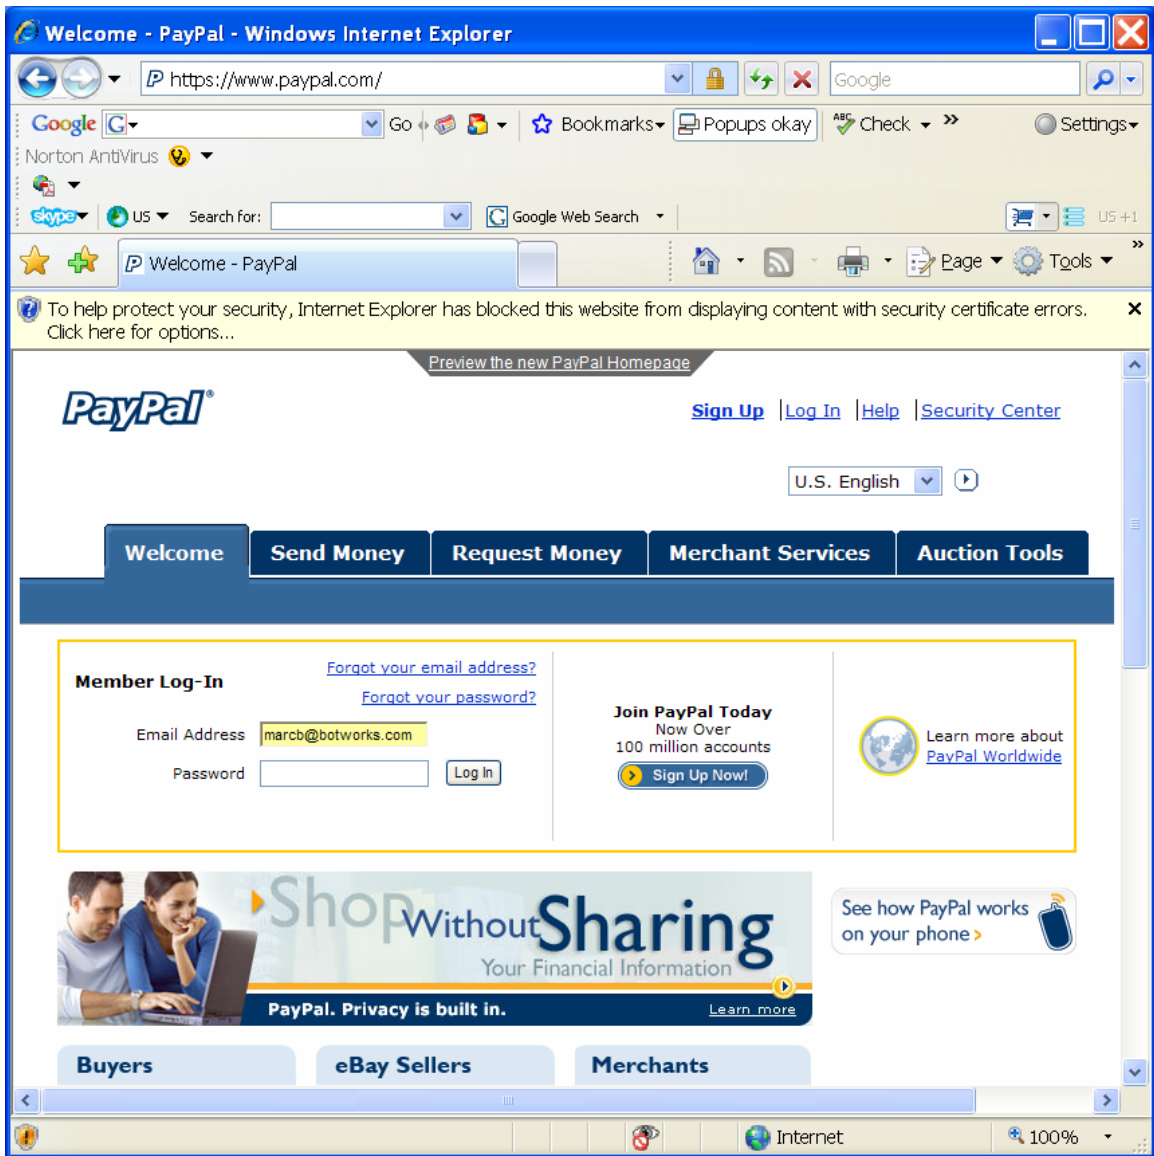 Welcome - PayPal - Windows Internet Explorer
https://www.paypal.com/
Google
Google G Go Bookmarks Popups okay ABC Check » Settings
Norton AntiVirus
skype US Search for: G Google Web Search US +1
Welcome - PayPal Page Tools »
To help protect your security, Internet Explorer has blocked this website from displaying content with security certificate errors.
Click here for options...
Preview the new PayPal Homepage
PayPal®
Sign Up | Log In | Help | Security Center
U.S. English
Welcome Send Money Request Money Merchant Services Auction Tools
Member Log-In
Forgot your email address?
Forgot your password?
Email Address marcb@botworks.com
Password Log In
Join PayPal Today
Now Over
100 million accounts
Sign Up Now!
Learn more about
PayPal Worldwide
Shop Without Sharing
Your Financial Information
PayPal. Privacy is built in. Learn more
See how PayPal works
on your phone >
Buyers eBay Sellers Merchants
Internet 100%